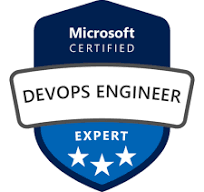 Microsoft
CERTIFIED
DEVOPS ENGINEER
EXPERT